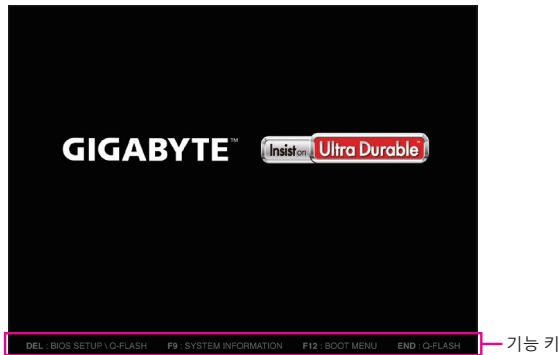 GIGABYTE™ Insist on Ultra Durable™
DEL : BIOS SETUP \ Q-FLASH F9 : SYSTEM INFORMATION F12 : BOOT MENU END : Q-FLASH 기능 키